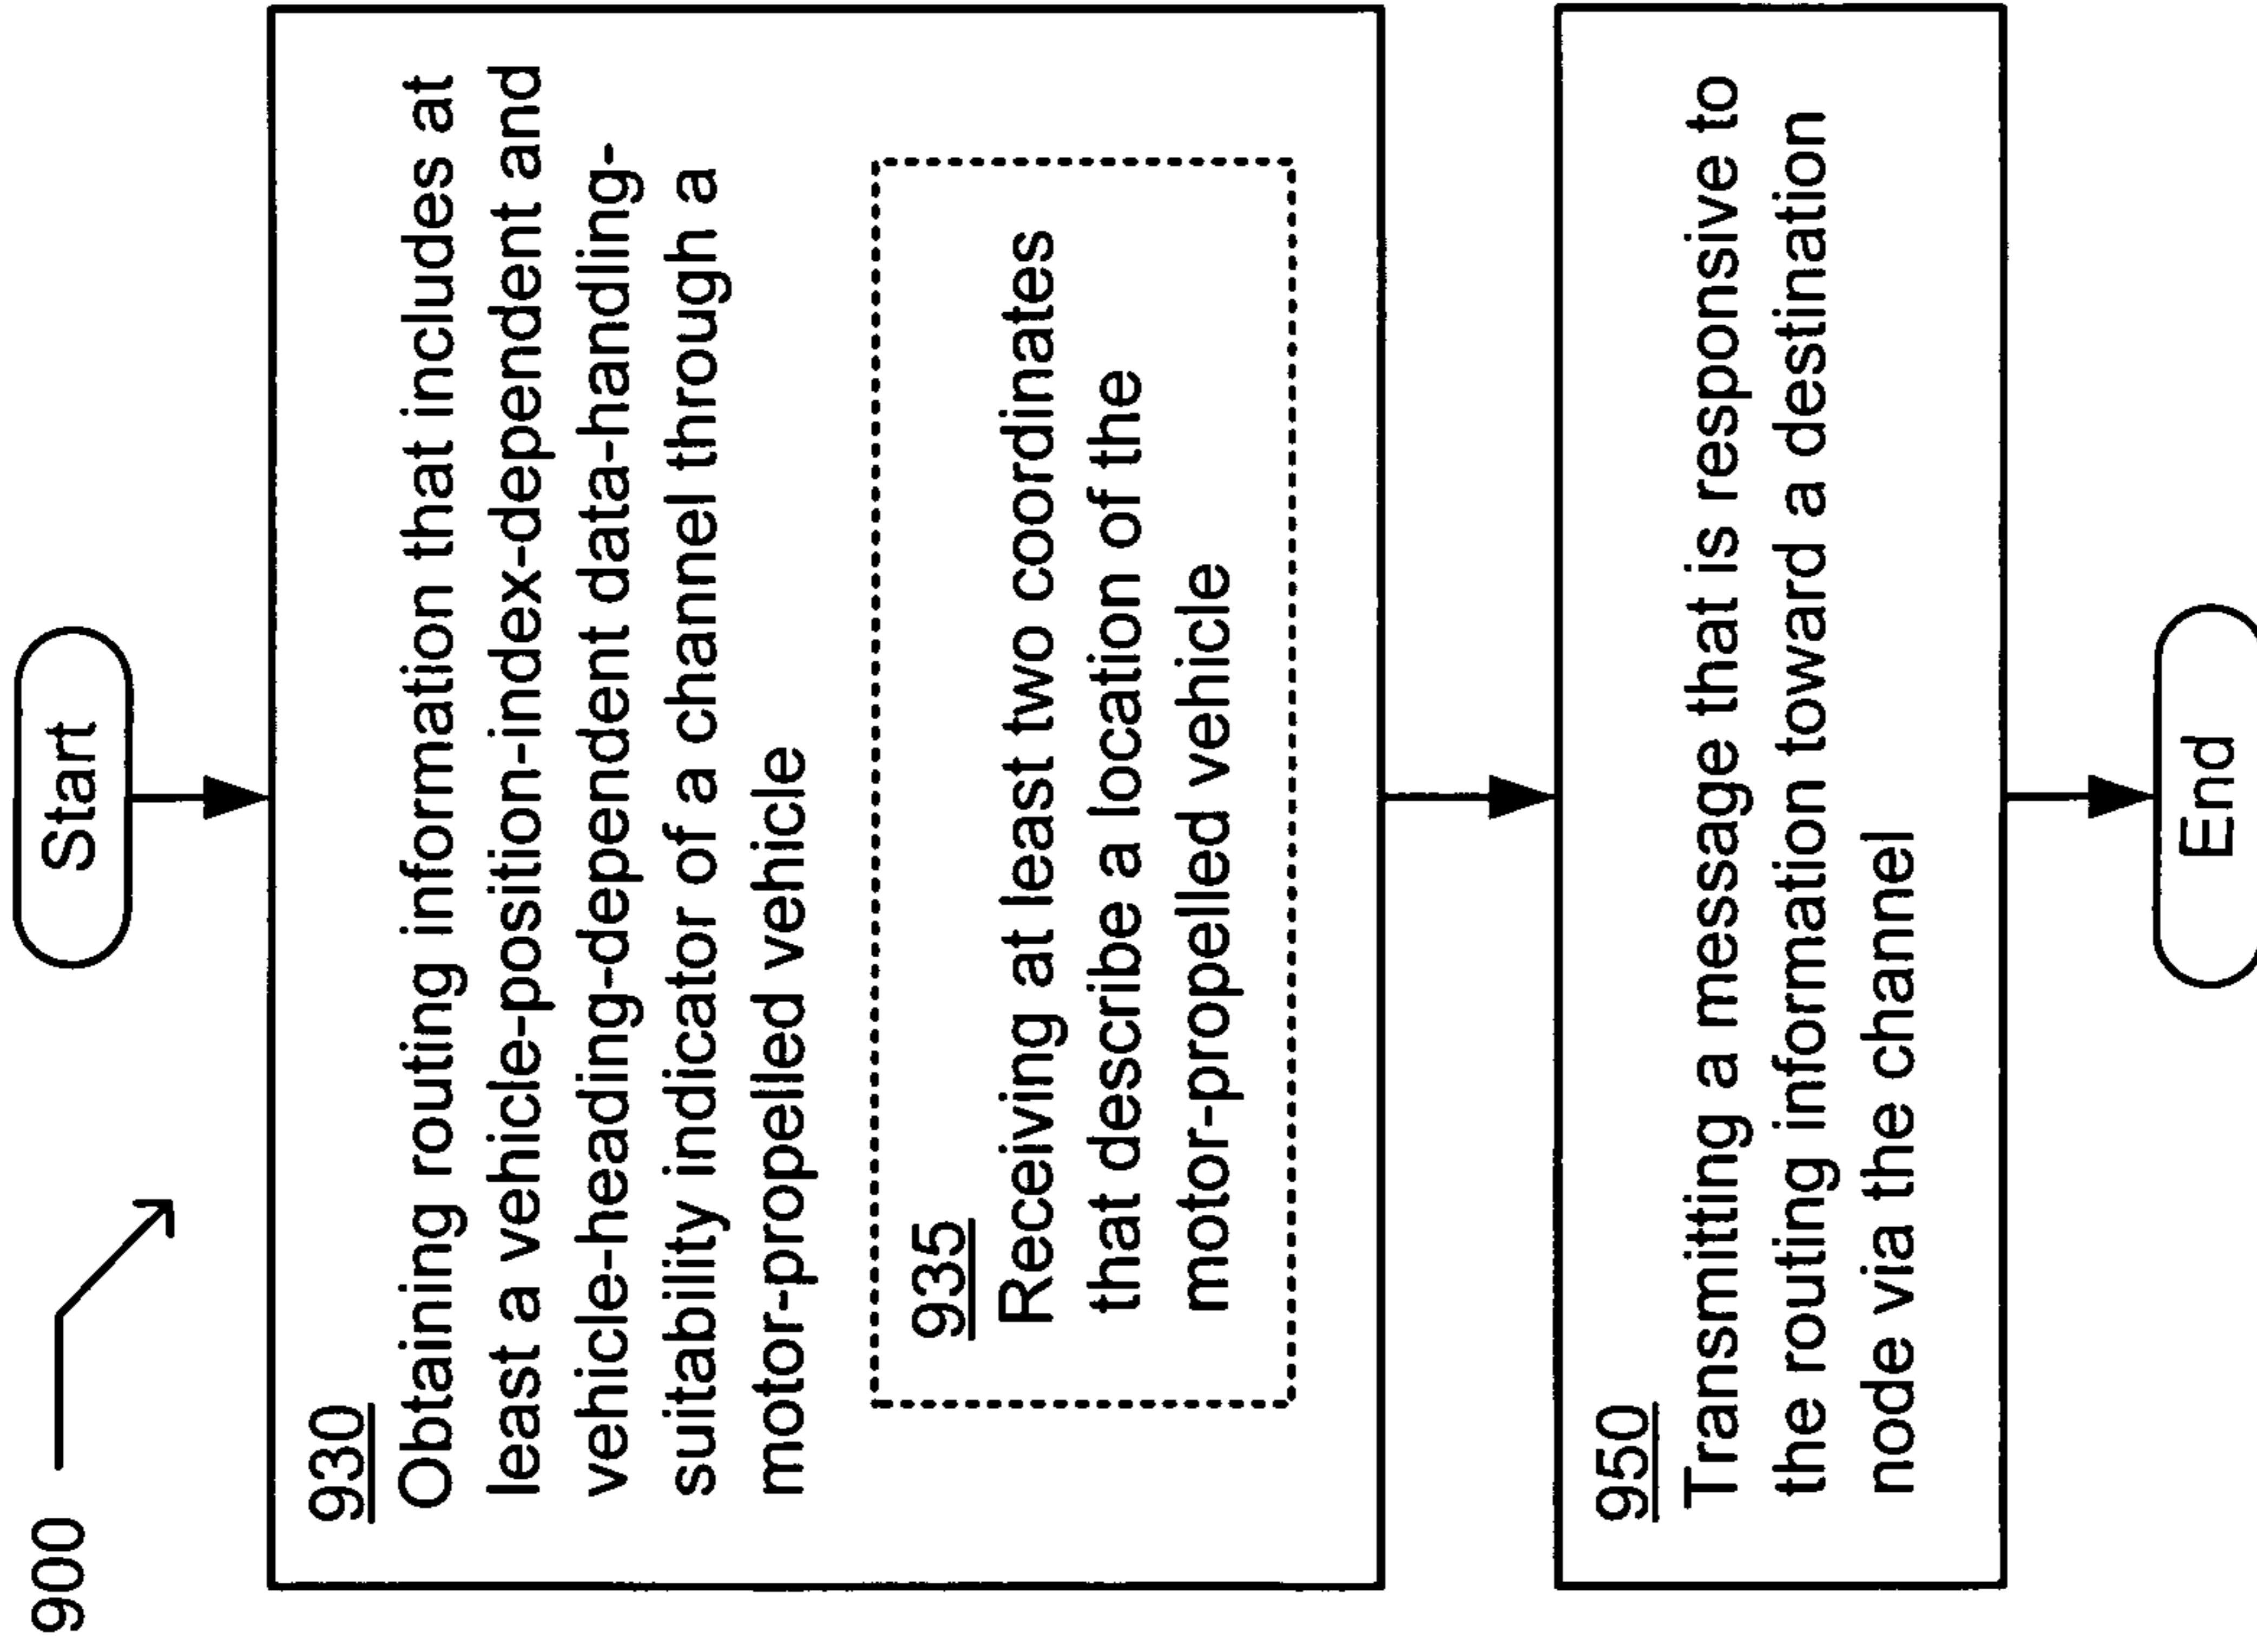 900
Start
930
Obtaining routing information that includes at
least a vehicle-position-index-dependent and
vehicle-heading-dependent data-handling-
suitability indicator of a channel through a
motor-propelled vehicle
935
Receiving at least two coordinates
that describe a location of the
motor-propelled vehicle
950
Transmitting a message that is responsive to
the routing information toward a destination
node via the channel
End